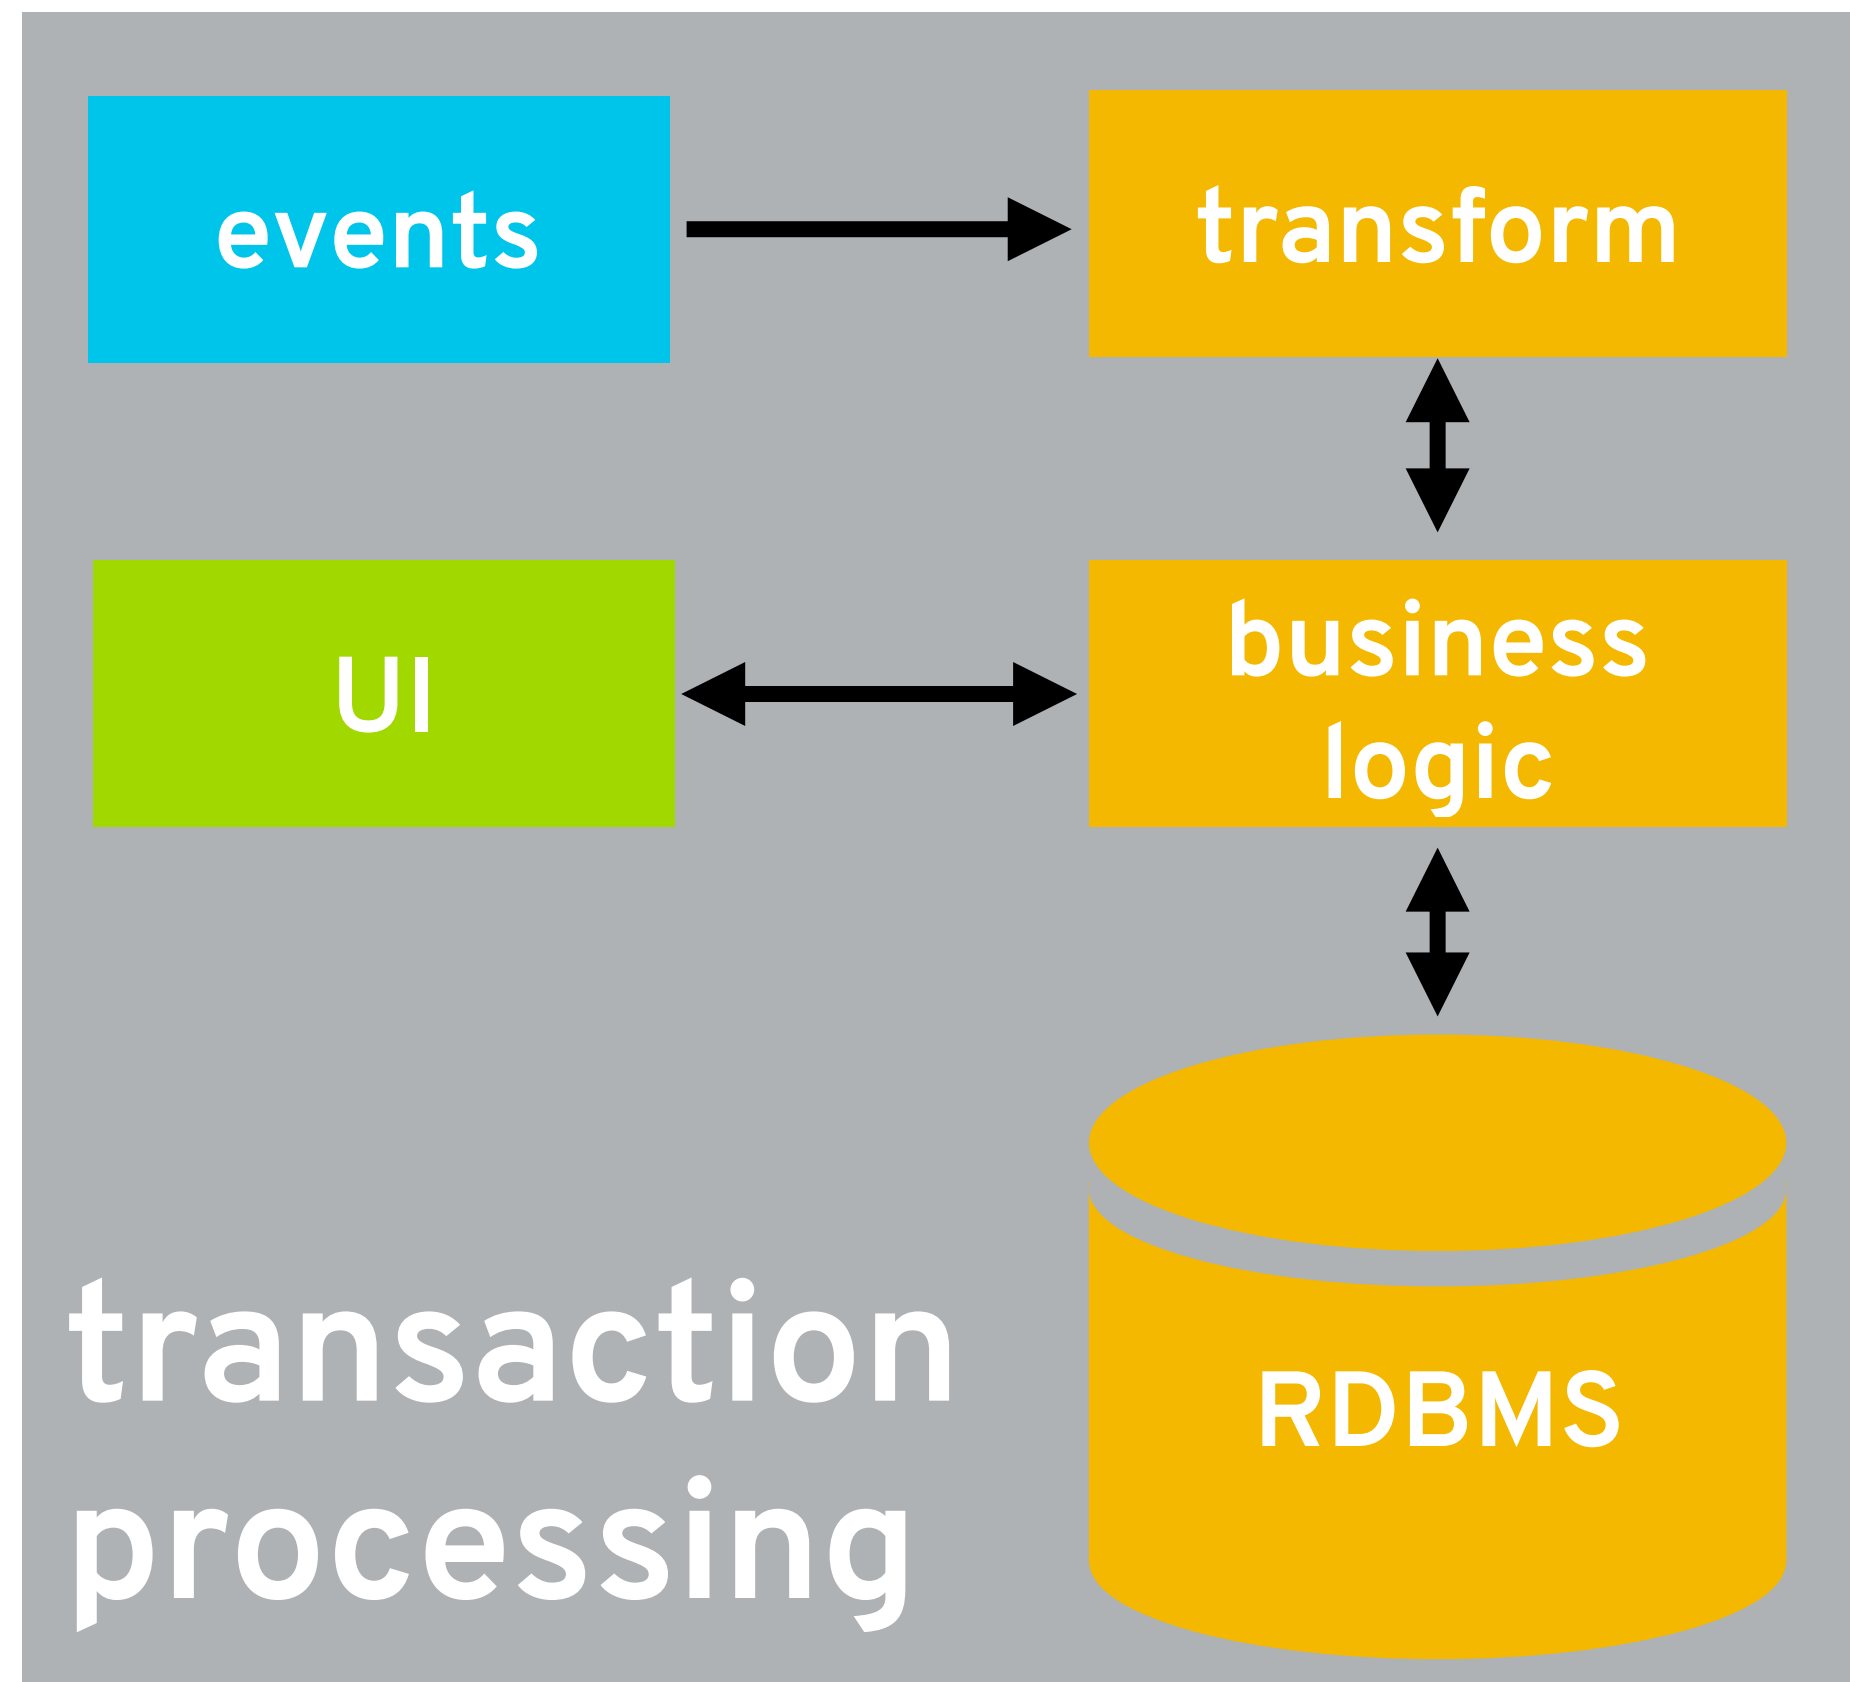 events
transform
UI
business
logic
RDBMS
transaction
processing